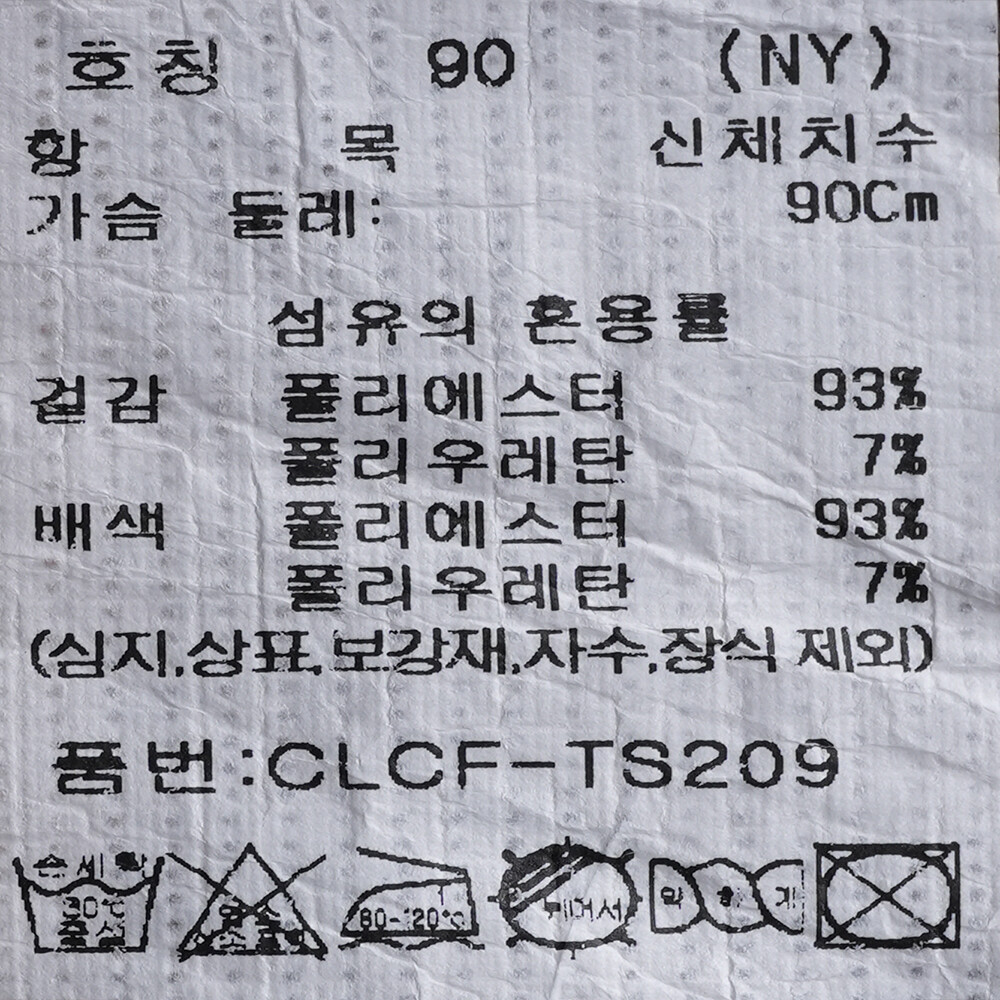 호칭 90 (NY)
항 목 신체치수
가슴 둘레: 90Cm
섬유의 혼용률
겉감 폴리에스터 93%
폴리우레탄 7%
배색 폴리에스터 93%
폴리우레탄 7%
(심지,상표,보강재,자수,장식 제외)
품번:CLCF-TS209
손세탁 약하게
30℃ 80-120℃ 뉘어서
중성